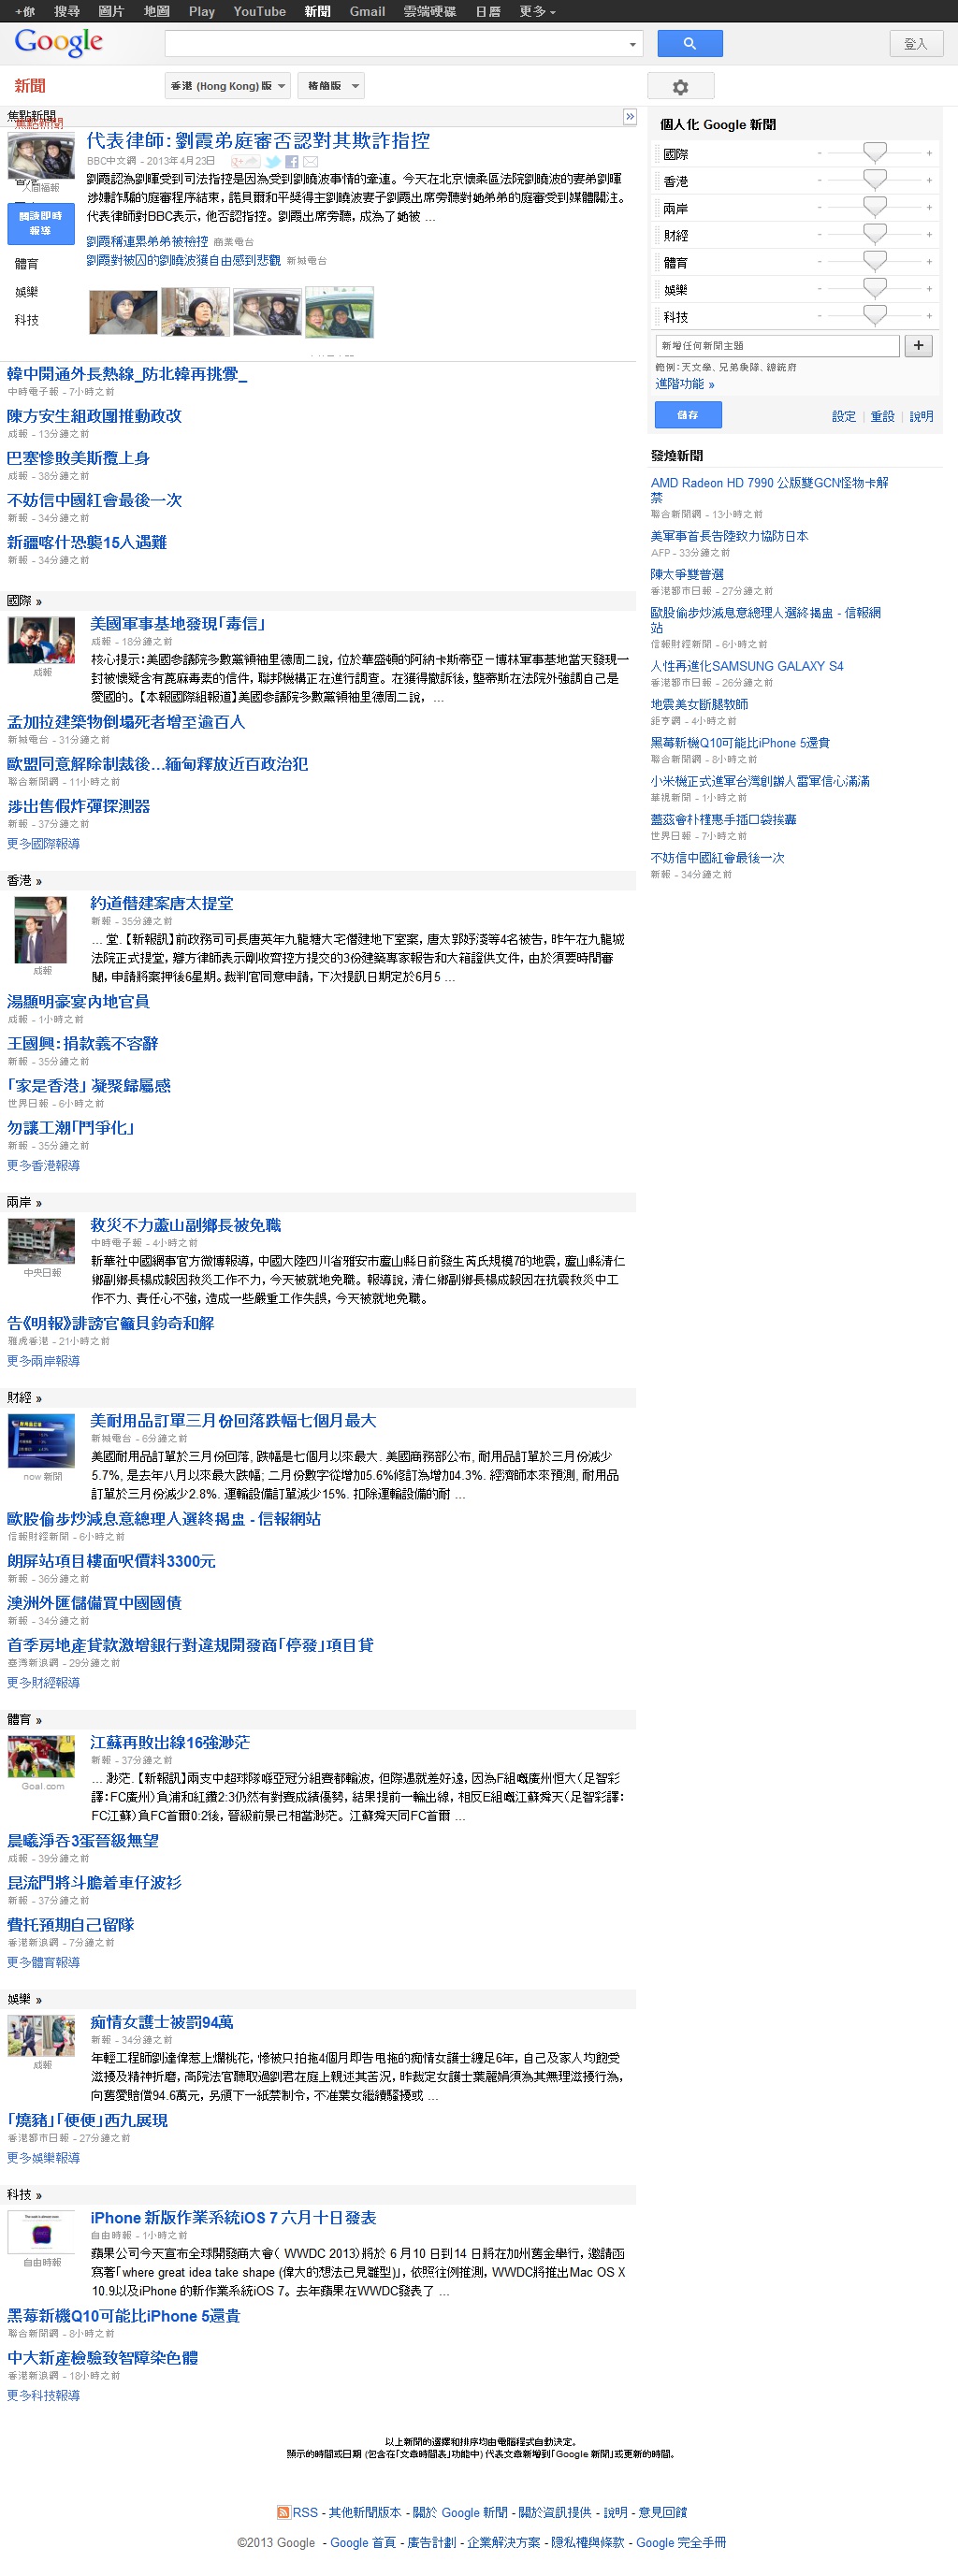 +你 搜尋 圖片 地圖 Play YouTube 新聞 Gmail 雲端硬碟 日曆 更多
Google
登入
新聞
香港 (Hong Kong) 版
精簡版
焦點新聞
焦點新聞
人間福報
閱讀即時
報導
體育
娛樂
科技
代表律師：劉霞弟庭審否認對其欺詐指控
BBC中文網 - 2013年4月23日
劉霞認為劉暉受到司法指控是因為受到劉曉波事情的牽連。今天在北京懷柔區法院劉曉波的妻弟劉暉
涉嫌詐騙的庭審程序結束，諾貝爾和平獎得主劉曉波妻子劉霞出席旁聽對她弟弟的庭審受到媒體關注。
代表律師對BBC表示，他否認指控。劉霞出席旁聽，成為了她被 ...
劉霞稱連累弟弟被檢控 商業電台
劉霞對被囚的劉曉波獲自由感到悲觀 新城電台
韓中開通外長熱線_防北韓再挑釁_
中時電子報 - 7小時之前
陳方安生組政團推動政改
成報 - 13分鐘之前
巴塞慘敗美斯攬上身
成報 - 38分鐘之前
不妨信中國紅會最後一次
新報 - 34分鐘之前
新疆喀什恐襲15人遇難
新報 - 34分鐘之前
國際 »
成報
美國軍事基地發現「毒信」
成報 - 18分鐘之前
核心提示：美國參議院多數黨領袖里德周二說，位於華盛頓的阿納卡斯蒂亞－博林軍事基地當天發現一
封被懷疑含有蓖麻毒素的信件，聯邦機構正在進行調查。在獲得撤訴後，堅蒂斯在法院外強調自己是
愛國的。【本報國際組報道】美國參議院多數黨領袖里德周二說， ...
孟加拉建築物倒塌死者增至逾百人
新城電台 - 31分鐘之前
歐盟同意解除制裁後...緬甸釋放近百政治犯
聯合新聞網 - 11小時之前
涉出售假炸彈探測器
新報 - 37分鐘之前
更多國際報導
香港 »
成報
約道僭建案唐太提堂
新報 - 35分鐘之前
... 堂.【新報訊】前政務司司長唐英年九龍塘大宅僭建地下室案，唐太郭妤淺等4名被告，昨午在九龍城
法院正式提堂，辯方律師表示剛收齊控方提交的3份建築專家報告和大箱證供文件，由於須要時間審
閱，申請將案押後6星期。裁判官同意申請，下次提訊日期定於6月5 ...
湯顯明豪宴內地官員
成報 - 1小時之前
王國興：捐款義不容辭
新報 - 35分鐘之前
「家是香港」 凝聚歸屬感
世界日報 - 6小時之前
勿讓工潮「鬥爭化」
新報 - 35分鐘之前
更多香港報導
兩岸 »
中央日報
救災不力蘆山副鄉長被免職
中時電子報 - 4小時之前
新華社中國網事官方微博報導，中國大陸四川省雅安市蘆山縣日前發生芮氏規模7的地震，蘆山縣清仁
鄉副鄉長楊成毅因救災工作不力，今天被就地免職。 報導說，清仁鄉副鄉長楊成毅因在抗震救災中工
作不力、責任心不強，造成一些嚴重工作失誤，今天被就地免職。
告《明報》誹謗官籲貝鈞奇和解
雅虎香港 - 21小時之前
更多兩岸報導
財經 »
now 新聞
美耐用品訂單三月份回落跌幅七個月最大
新城電台 - 6分鐘之前
美國耐用品訂單於三月份回落, 跌幅是七個月以來最大. 美國商務部公布, 耐用品訂單於三月份減少
5.7%, 是去年八月以來最大跌幅; 二月份數字從增加5.6%修訂為增加4.3%. 經濟師本來預測, 耐用品
訂單於三月份減少2.8%. 運輸設備訂單減少15%. 扣除運輸設備的耐 ...
歐股偷步炒減息意總理人選終揭盅 - 信報網站
信報財經新聞 - 6小時之前
朗屏站項目樓面呎價料3300元
新報 - 36分鐘之前
澳洲外匯儲備買中國國債
新報 - 34分鐘之前
首季房地產貸款激增銀行對違規開發商「停發」項目貸
臺灣新浪網 - 29分鐘之前
更多財經報導
體育 »
Goal.com
江蘇再敗出線16強渺茫
新報 - 37分鐘之前
... 渺茫.【新報訊】兩支中超球隊喺亞冠分組賽都輸波，但際遇就差好遠，因為F組嘅廣州恒大（足智彩
譯：FC廣州）負浦和紅鑽2:3仍然有對賽成績優勢，結果提前一輪出線，相反E組嘅江蘇舜天（足智彩譯：
FC江蘇）負FC首爾0:2後，晉級前景已相當渺茫。江蘇舜天同FC首爾 ...
晨曦淨吞3蛋晉級無望
成報 - 39分鐘之前
昆流門將斗膽着車仔波衫
新報 - 37分鐘之前
費托預期自己留隊
香港新浪網 - 7分鐘之前
更多體育報導
娛樂 »
成報
痴情女護士被罰94萬
新報 - 34分鐘之前
年輕工程師劉達偉惹上爛桃花，慘被只拍拖4個月即告甩拖的痴情女護士纏足6年，自己及家人均飽受
滋擾及精神折磨，高院法官聽取過劉君在庭上親述其苦況，昨裁定女護士葉麗娟須為其無理滋擾行為，
向舊愛賠償94.6萬元，另頒下一紙禁制令，不准葉女繼續騷擾或 ...
「燒豬」「便便」西九展現
香港都市日報 - 27分鐘之前
更多娛樂報導
科技 »
自由時報
iPhone 新版作業系統iOS 7 六月十日發表
自由時報 - 1小時之前
蘋果公司今天宣布全球開發商大會（ WWDC 2013）將於 6 月10 日到14 日將在加州舊金舉行，邀請函
寫著「where great idea take shape (偉大的想法已見雛型)」，依照往例推測，WWDC將推出Mac OS X
10.9以及iPhone 的新作業系統iOS 7。 去年蘋果在WWDC發表了 ...
黑莓新機Q10可能比iPhone 5還貴
聯合新聞網 - 8小時之前
中大新產檢驗致智障染色體
香港新浪網 - 18小時之前
更多科技報導
個人化 Google 新聞
國際 - +
香港 - +
兩岸 - +
財經 - +
體育 - +
娛樂 - +
科技 - +
新增任何新聞主題
範例：天文學、兄弟象隊、總統府
進階功能 »
儲存
設定 | 重設 | 說明
發燒新聞
AMD Radeon HD 7990 公版雙GCN怪物卡解
禁
聯合新聞網 - 13小時之前
美軍事首長告陸致力協防日本
AFP - 33分鐘之前
陳太爭雙普選
香港都市日報 - 27分鐘之前
歐股偷步炒減息意總理人選終揭盅 - 信報網
站
信報財經新聞 - 6小時之前
人性再進化SAMSUNG GALAXY S4
香港都市日報 - 26分鐘之前
地震美女斷腿教師
鉅亨網 - 4小時之前
黑莓新機Q10可能比iPhone 5還貴
聯合新聞網 - 8小時之前
小米機正式進軍台灣創辦人雷軍信心滿滿
華視新聞 - 1小時之前
蓋茲會朴槿惠手插口袋挨轟
世界日報 - 7小時之前
不妨信中國紅會最後一次
新報 - 34分鐘之前
以上新聞的選擇和排序均由電腦程式自動決定。
顯示的時間或日期 (包含在「文章時間表」功能中) 代表文章新增到「Google 新聞」或更新的時間。
RSS - 其他新聞版本 - 關於 Google 新聞 - 關於資訊提供 - 說明 - 意見回饋
©2013 Google - Google 首頁 - 廣告計劃 - 企業解決方案 - 隱私權與條款 - Google 完全手冊